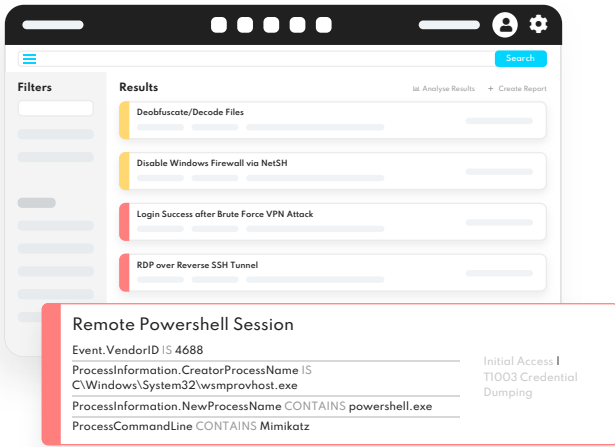 Search
Filters
Results
Analyse Results
+ Create Report
Deobfuscate/Decode Files
Disable Windows Firewall via NetSH
Login Success after Brute Force VPN Attack
RDP over Reverse SSH Tunnel
Remote Powershell Session
Event.VendorID IS 4688
ProcessInformation.CreatorProcessName IS
C\Windows\System32\wsmprovhost.exe
ProcessInformation.NewProcessName CONTAINS powershell.exe
ProcessCommandLine CONTAINS Mimikatz
Initial Access |
T1003 Credential
Dumping